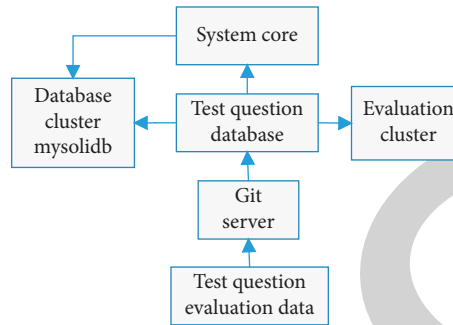 System core
Database
cluster
mysolidb
Test question
database
Evaluation
cluster
Git
server
Test question
evaluation data